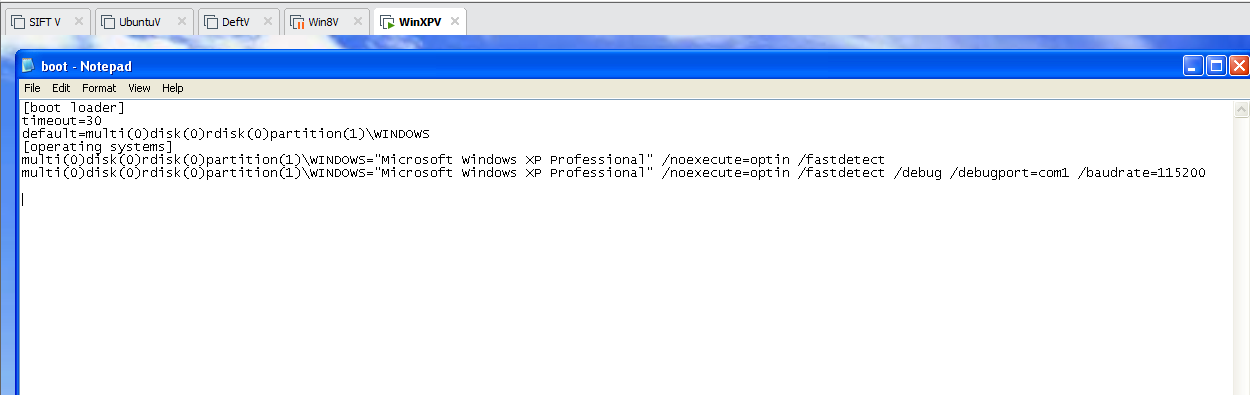 SIFT V UbuntuV DeftV Win8V WinXPV
boot - Notepad
File Edit Format View Help
[boot loader]
timeout=30
default=multi(0)disk(0)rdisk(0)partition(1)\WINDOWS
[operating systems]
multi(0)disk(0)rdisk(0)partition(1)\WINDOWS="Microsoft Windows XP Professional" /noexecute=optin /fastdetect
multi(0)disk(0)rdisk(0)partition(1)\WINDOWS="Microsoft Windows XP Professional" /noexecute=optin /fastdetect /debug /debugport=com1 /baudrate=115200